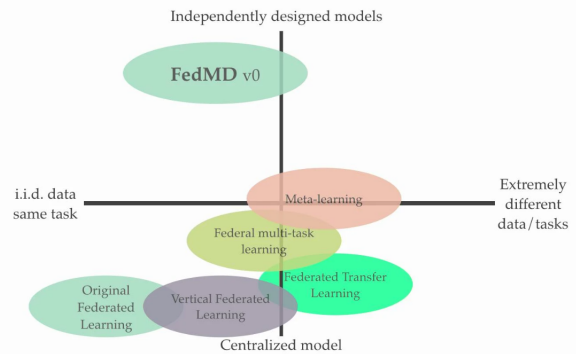 Independently designed models
FedMD v0
i.i.d. data
same task
Meta-learning
Extremely
different
data/tasks
Federal multi-task
learning
Federated Transfer
Learning
Original
Federated
Learning
Vertical Federated
Learning
Centralized model